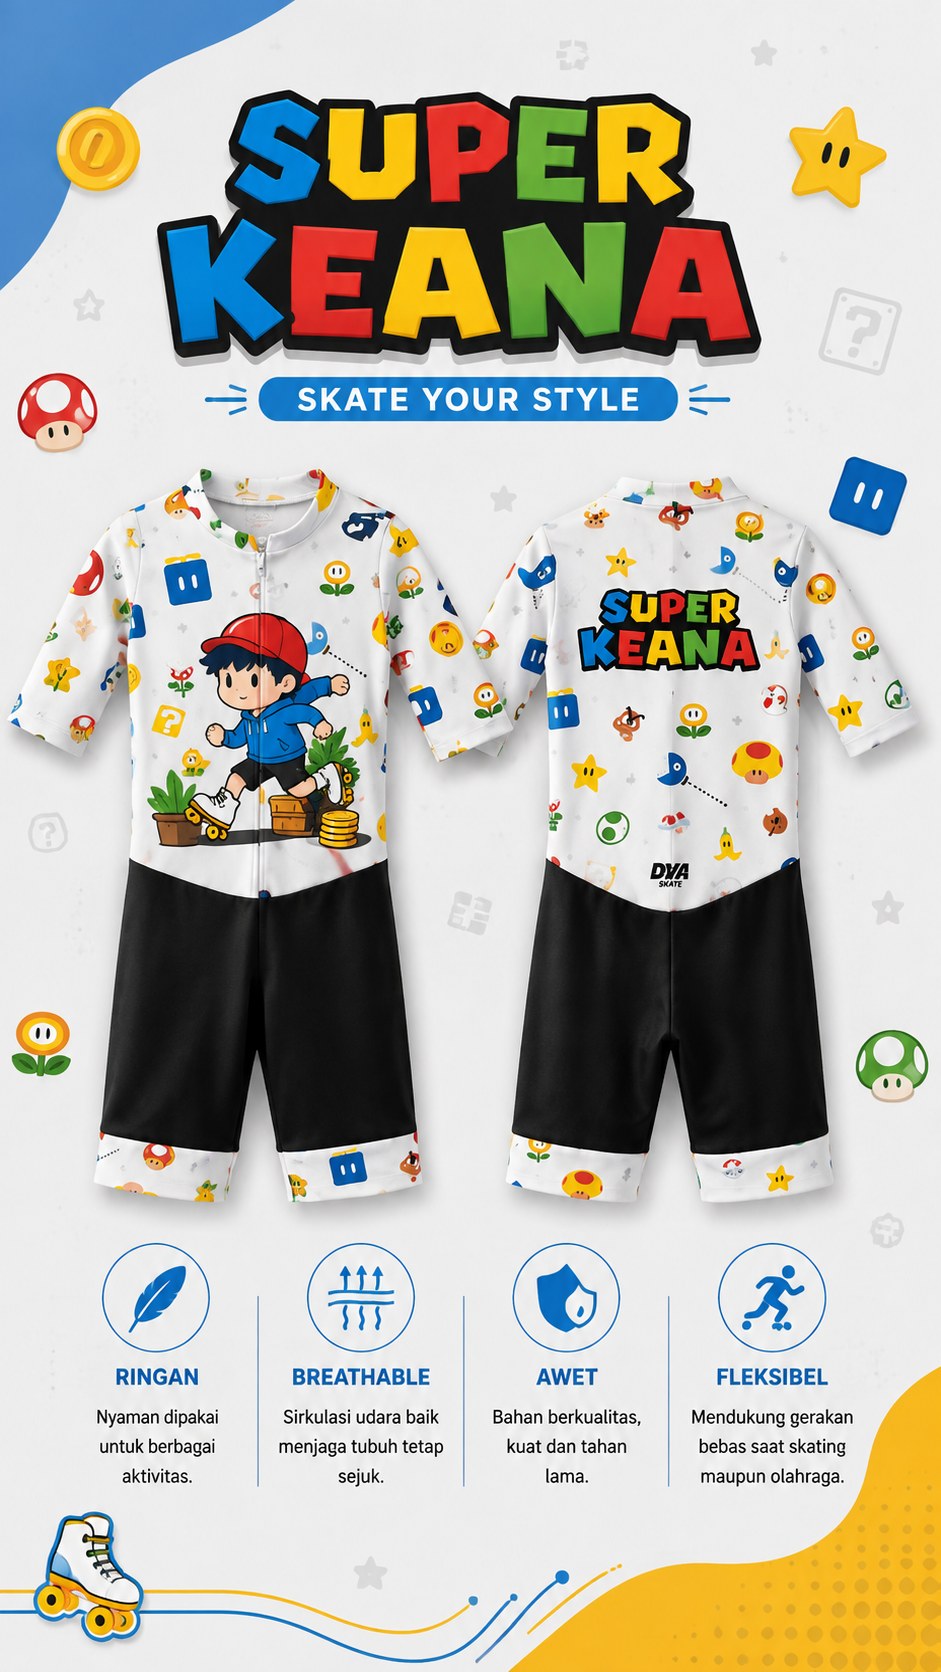 SUPER
KEANA
SKATE YOUR STYLE
SUPER
KEANA
DVA
SKATE
RINGAN
Nyaman dipakai
untuk berbagai
aktivitas.
BREATHABLE
Sirkulasi udara baik
menjaga tubuh tetap
sejuk.
AWET
Bahan berkualitas,
kuat dan tahan
lama.
FLEKSIBEL
Mendukung gerakan
bebas saat skating
maupun olahraga.